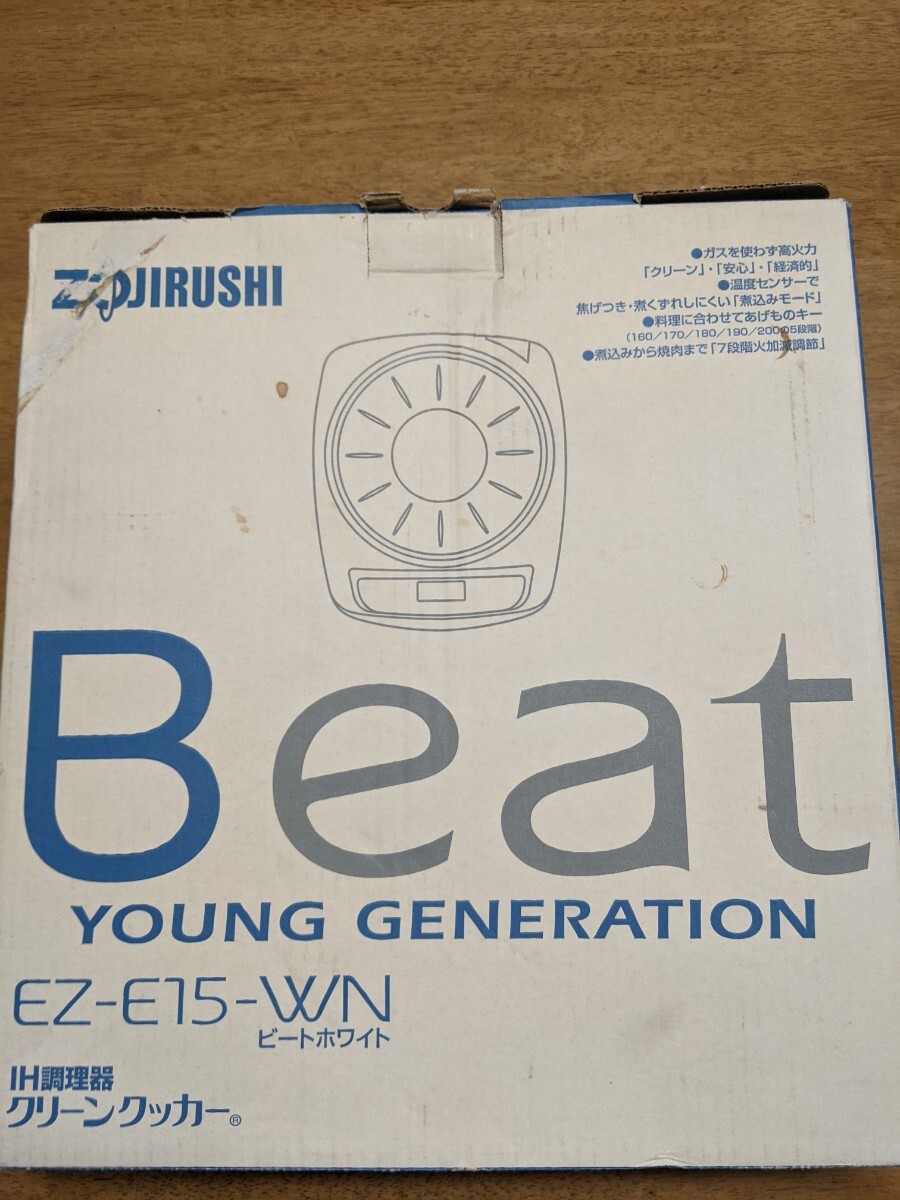 ZOJIRUSHI
●ガスを使わず高火力
「クリーン」・「安心」・「経済的」
●温度センサーで
焦げつき・煮くずれしにくい「煮込みモード」
●料理に合わせてあげものキー
(160/170/180/190/200の5段階)
●煮込みから焼肉まで「7段階火加減調節」
Beat
YOUNG GENERATION
EZ-E15-WN
ビートホワイト
IH調理器
クリーンクッカー®